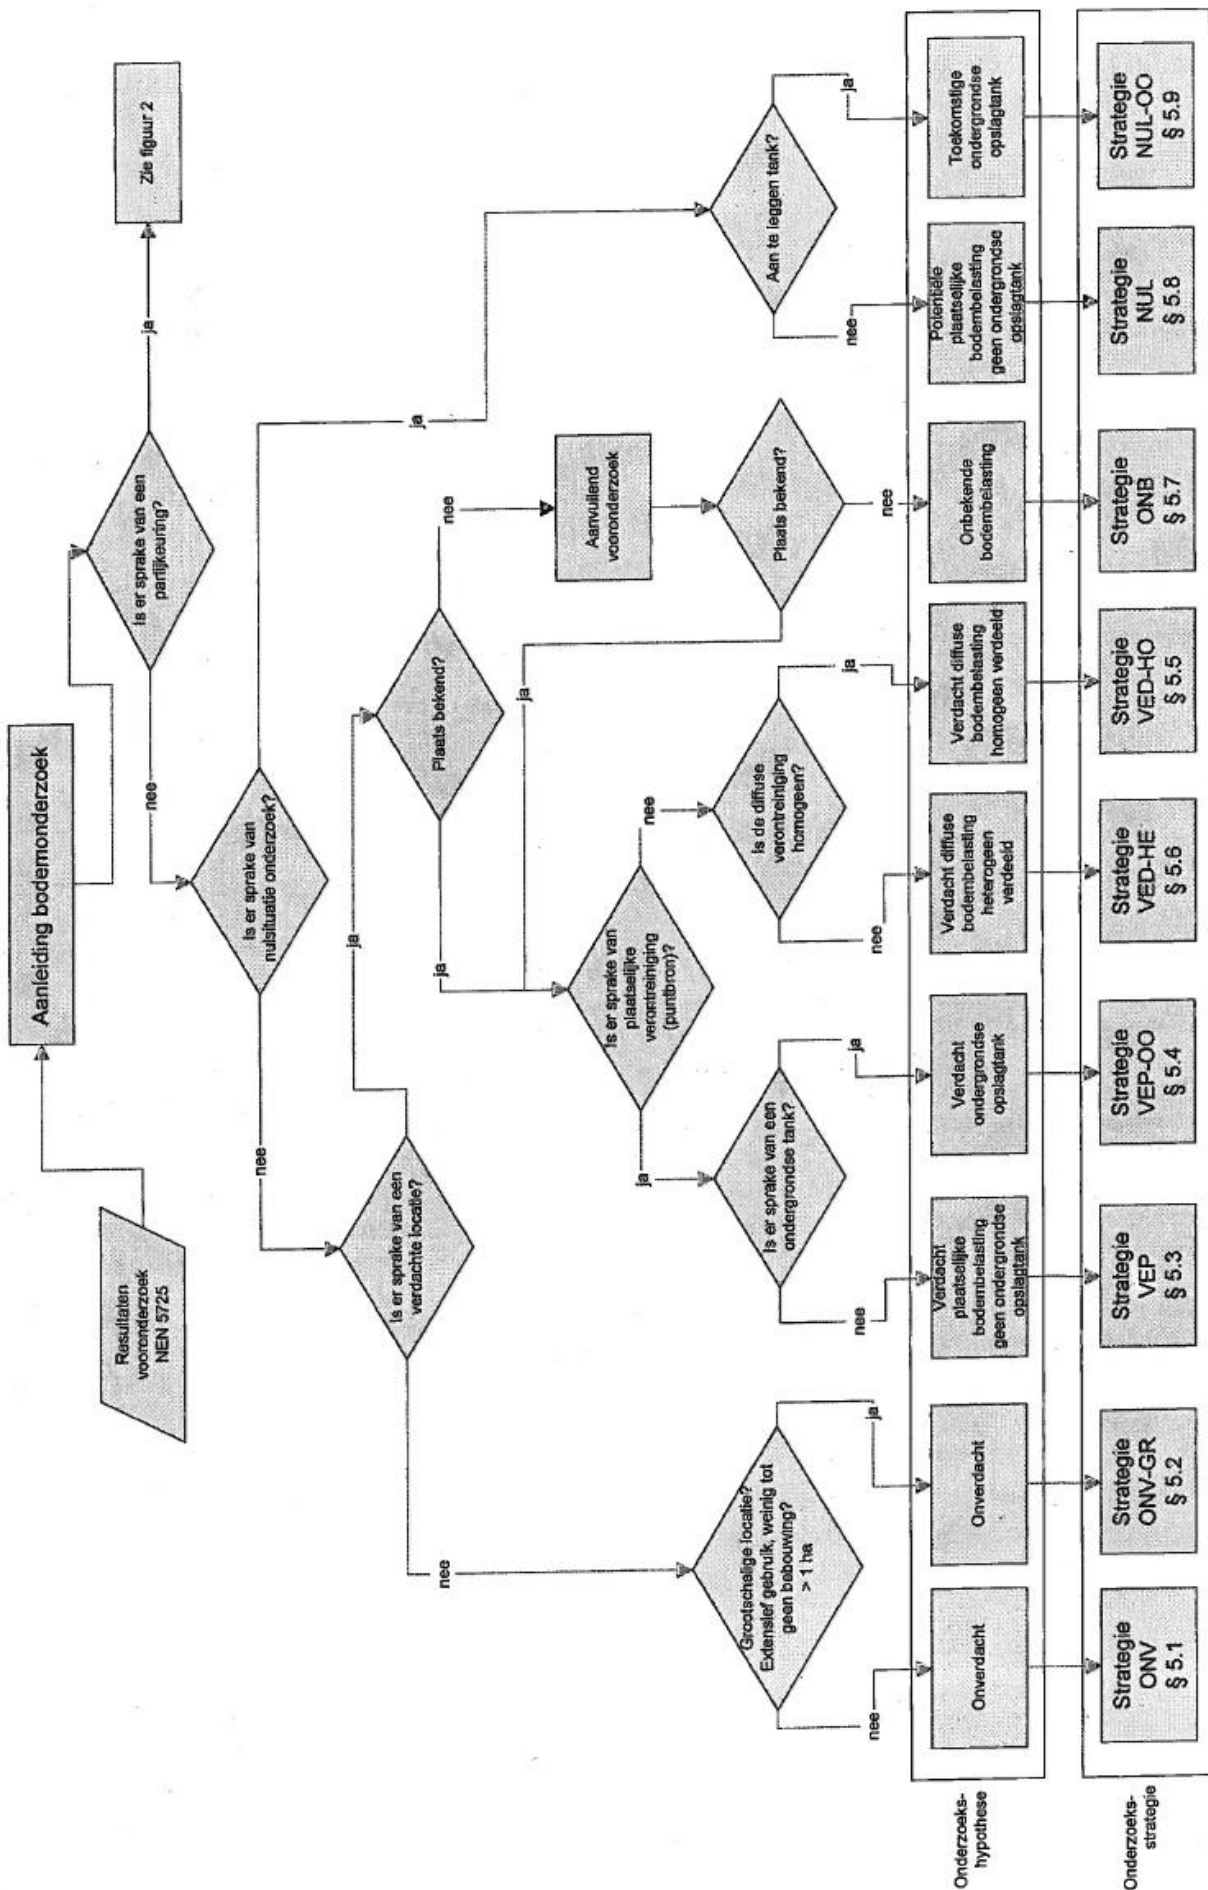 Resultaten
vooronderzoek
NEN 5725
Aanleiding bodemonderzoek
Is er sprake van een
partijkeuring?
ja
Zie figuur 2
nee
Is er sprake van
nulsituatie onderzoek?
ja
nee
Is er sprake van een
verdachte locatie?
ja
nee
Plaats bekend?
nee
ja
Aanvullend
vooronderzoek
Plaats bekend?
ja
nee
Is er sprake van
plaatselijke
verontreiniging
(puntbron)?
ja
nee
Grootschalige locatie?
Extensief gebruik, weinig tot
geen bebouwing?
> 1 ha
nee
ja
Is er sprake van een
ondergrondse tank?
nee
ja
Is de diffuse
verontreiniging
homogeen?
nee
ja
Aan te leggen tank?
nee
ja
Onderzoeks-
hypothese
Onverdacht
Onverdacht
Verdacht
plaatselijke
bodembelasting
geen ondergrondse
opslagtank
Verdacht
ondergrondse
opslagtank
Verdacht diffuse
bodembelasting
heterogeen
verdeeld
Verdacht diffuse
bodembelasting
homogeen verdeeld
Onbekende
bodembelasting
Potentiële
plaatselijke
bodembelasting
geen ondergrondse
opslagtank
Toekomstige
ondergrondse
opslagtank
Onderzoeks-
strategie
Strategie
ONV
§ 5.1
Strategie
ONV-GR
§ 5.2
Strategie
VEP
§ 5.3
Strategie
VEP-OO
§ 5.4
Strategie
VED-HE
§ 5.6
Strategie
VED-HO
§ 5.5
Strategie
ONB
§ 5.7
Strategie
NUL
§ 5.8
Strategie
NUL-OO
§ 5.9